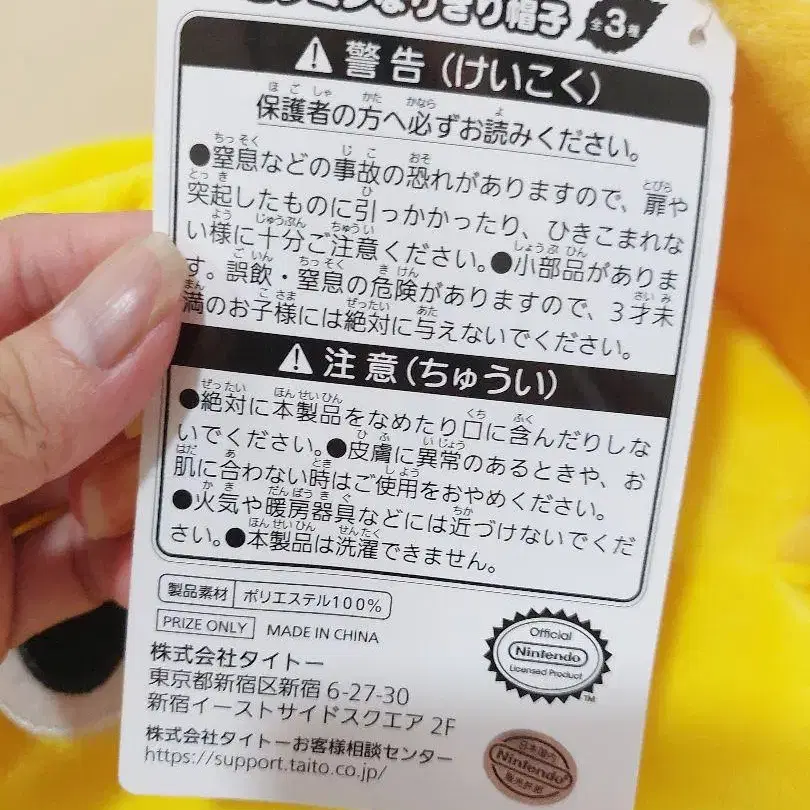 なりきり帽子 全3種
警告(けいこく)
保護者の方へ必ずお読みください。
●窒息などの事故の恐れがありますので、扉や
突起したものに引っかかったり、ひきこまれな
い様に十分ご注意ください。●小部品がありま
す。誤飲・窒息の危険がありますので、3才未
満のお子様には絶対に与えないでください。
注意(ちゅうい)
●絶対に本製品をなめたり口に含んだりしな
いでください。●皮膚に異常のあるときや、お
肌に合わない時はご使用をおやめください。
●火気や暖房器具などには近づけないでくだ
さい。●本製品は洗濯できません。
製品素材 ポリエステル100%
PRIZE ONLY MADE IN CHINA
株式会社タイトー
東京都新宿区新宿6-27-30
新宿イーストサイドスクエア 2F
株式会社タイトーお客様相談センター
https://support.taito.co.jp/
Official
Nintendo
Licensed Product
TM
日本国内
Nintendo
販売許諾